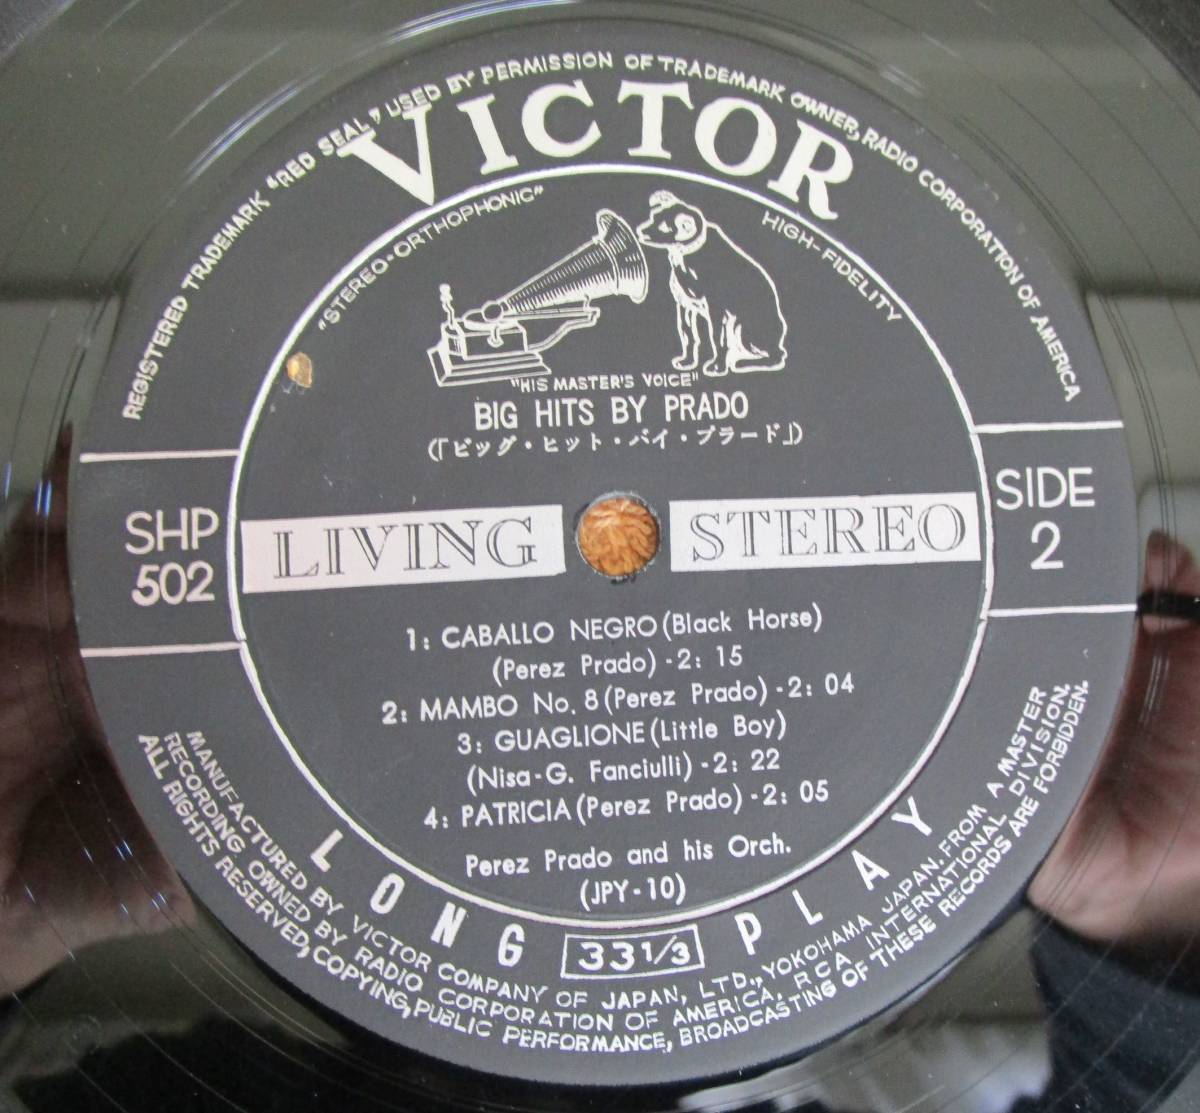 REGISTERED TRADEMARK "RED SEAL" USED BY PERMISSION OF TRADEMARK OWNER, RADIO CORPORATION OF AMERICA
VICTOR
"STEREO-ORTHOPHONIC" HIGH-FIDELITY
"HIS MASTER'S VOICE"
BIG HITS BY PRADO
(「ビッグ・ヒット・バイ・プラード」)
SHP
502
LIVING STEREO
SIDE
2
1: CABALLO NEGRO (Black Horse)
(Perez Prado) - 2: 15
2: MAMBO No. 8 (Perez Prado) - 2: 04
3: GUAGLIONE (Little Boy)
(Nisa - G. Fanciulli) - 2: 22
4: PATRICIA (Perez Prado) - 2: 05
Perez Prado and his Orch.
(JPY - 10)
LONG 33 1/3 PLAY
MANUFACTURED BY VICTOR COMPANY OF JAPAN, LTD., YOKOHAMA JAPAN. FROM A MASTER
RECORDING OWNED BY RADIO CORPORATION OF AMERICA. RCA INTERNATIONAL DIVISION.
ALL RIGHTS RESERVED, COPYING, PUBLIC PERFORMANCE, BROADCASTING OF THESE RECORDS ARE FORBIDDEN.